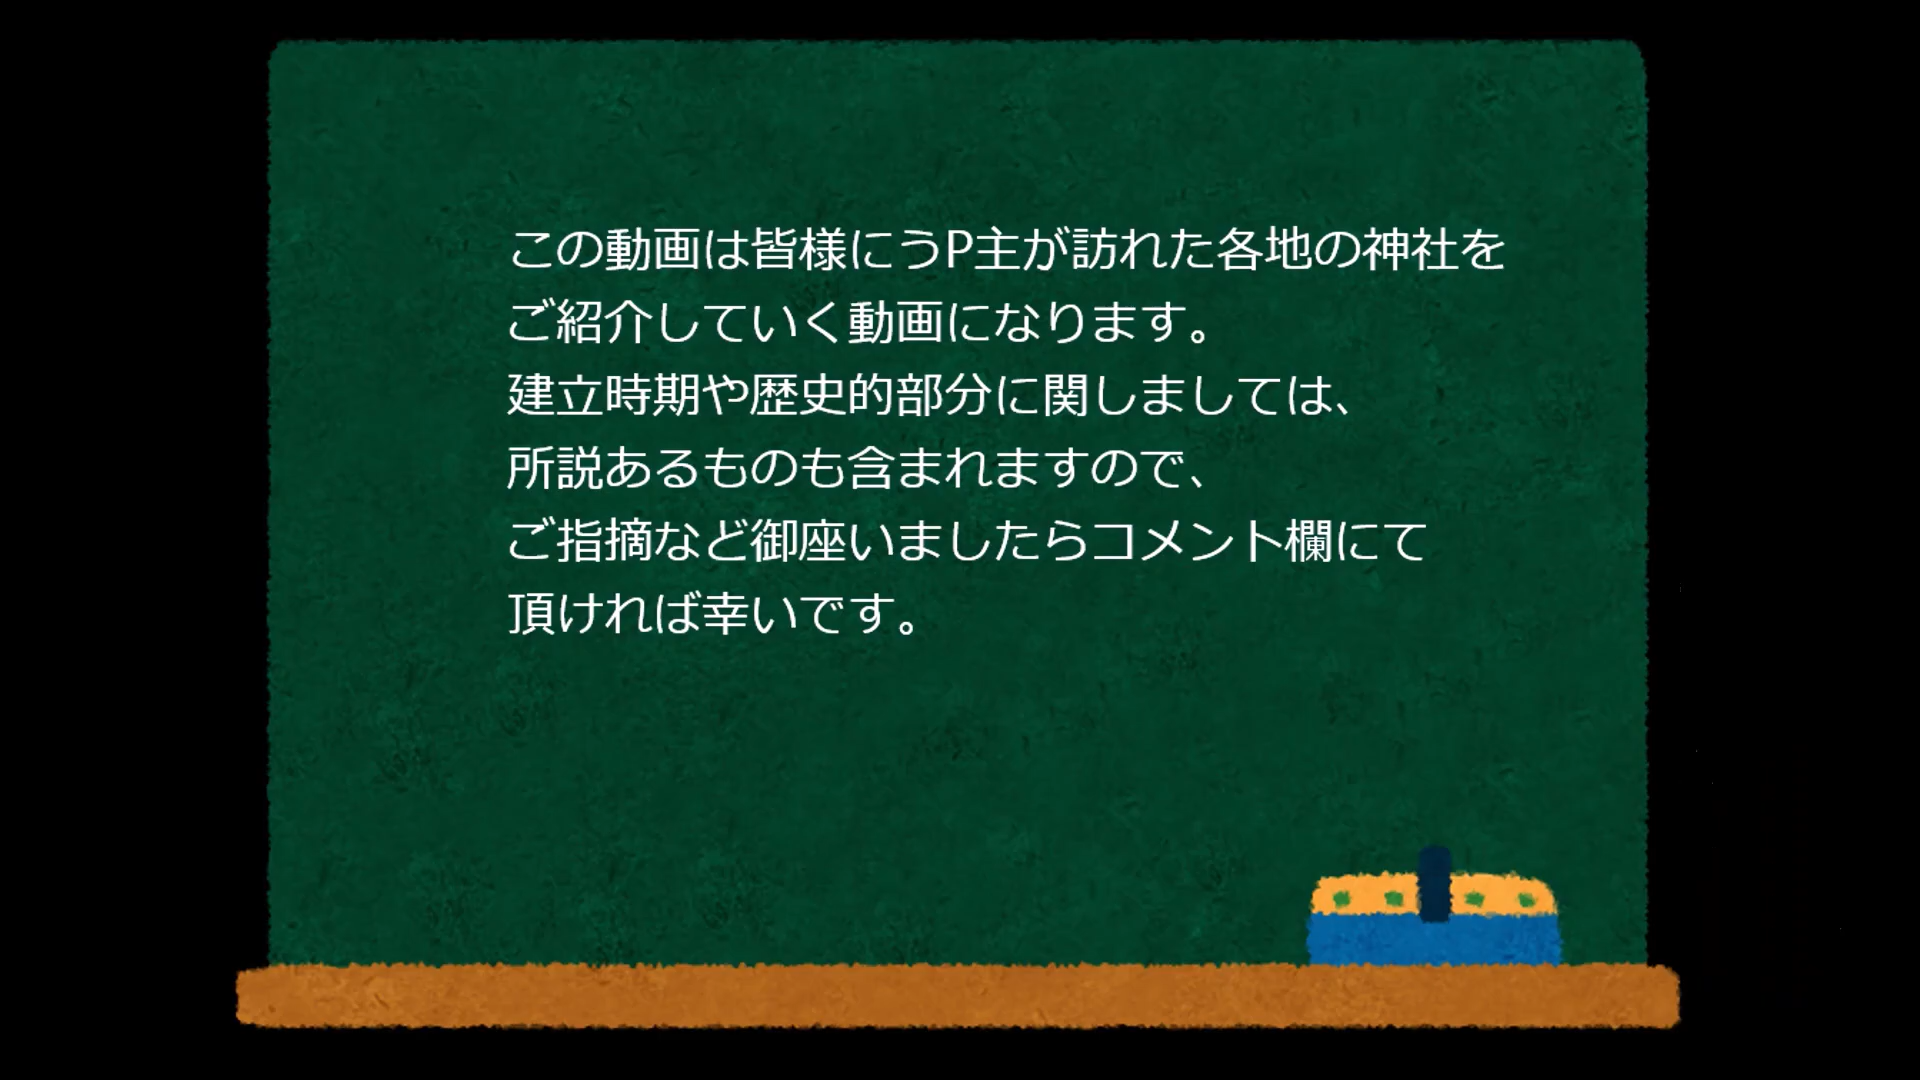 この動画は皆様にうP主が訪れた各地の神社を
ご紹介していく動画になります。
建立時期や歴史的部分に関しましては、
所説あるものも含まれますので、
ご指摘など御座いましたらコメント欄にて
頂ければ幸いです。